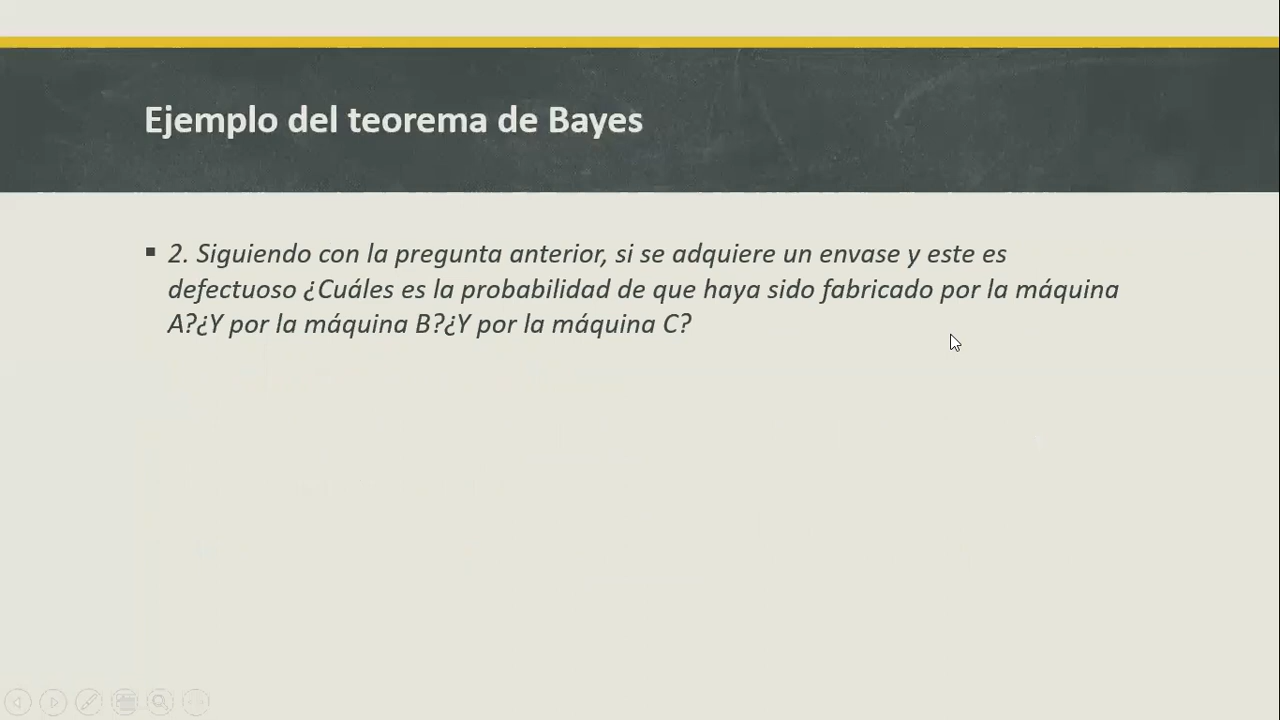 Ejemplo del teorema de Bayes
2. Siguiendo con la pregunta anterior, si se adquiere un envase y este es
defectuoso ¿Cuáles es la probabilidad de que haya sido fabricado por la máquina
A?¿Y por la máquina B?¿Y por la máquina C?